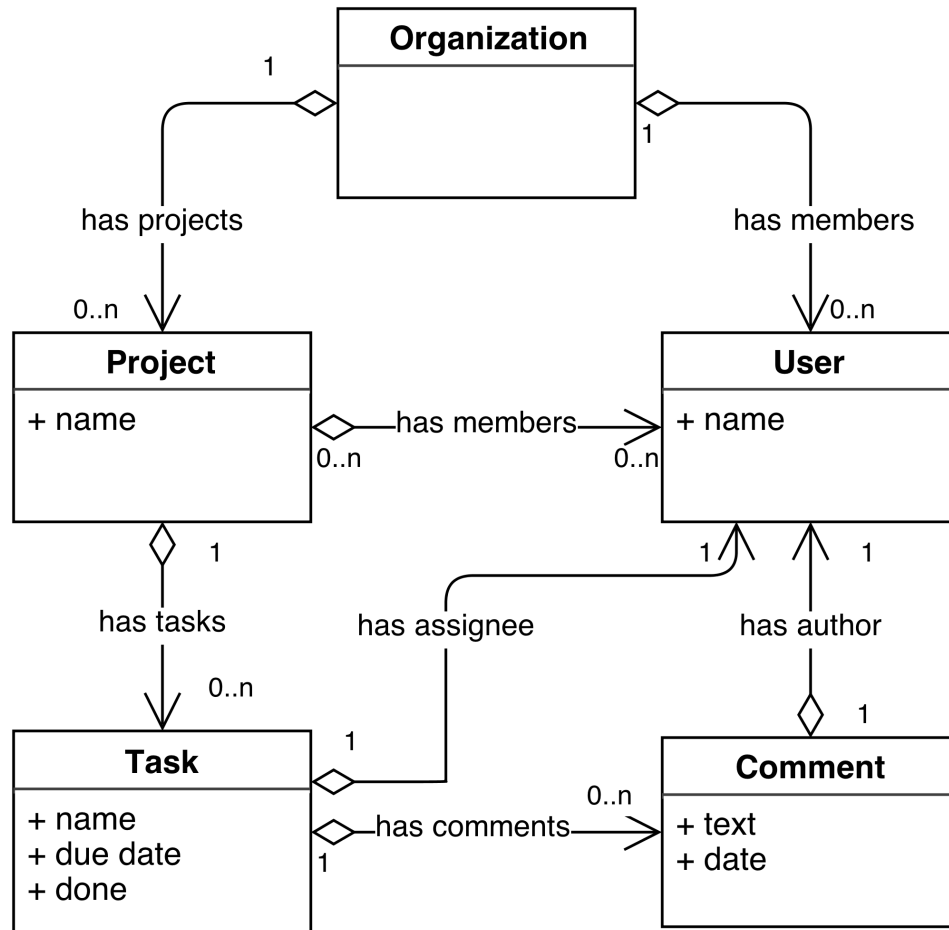 Organization
1
1
has projects
has members
0..n
0..n
Project
User
+ name
has members
+ name
0..n
0..n
1
1
1
has tasks
has assignee
has author
0..n
1
1
Task
Comment
0..n
+ name
has comments
+ text
+ due date
1
+ date
+ done